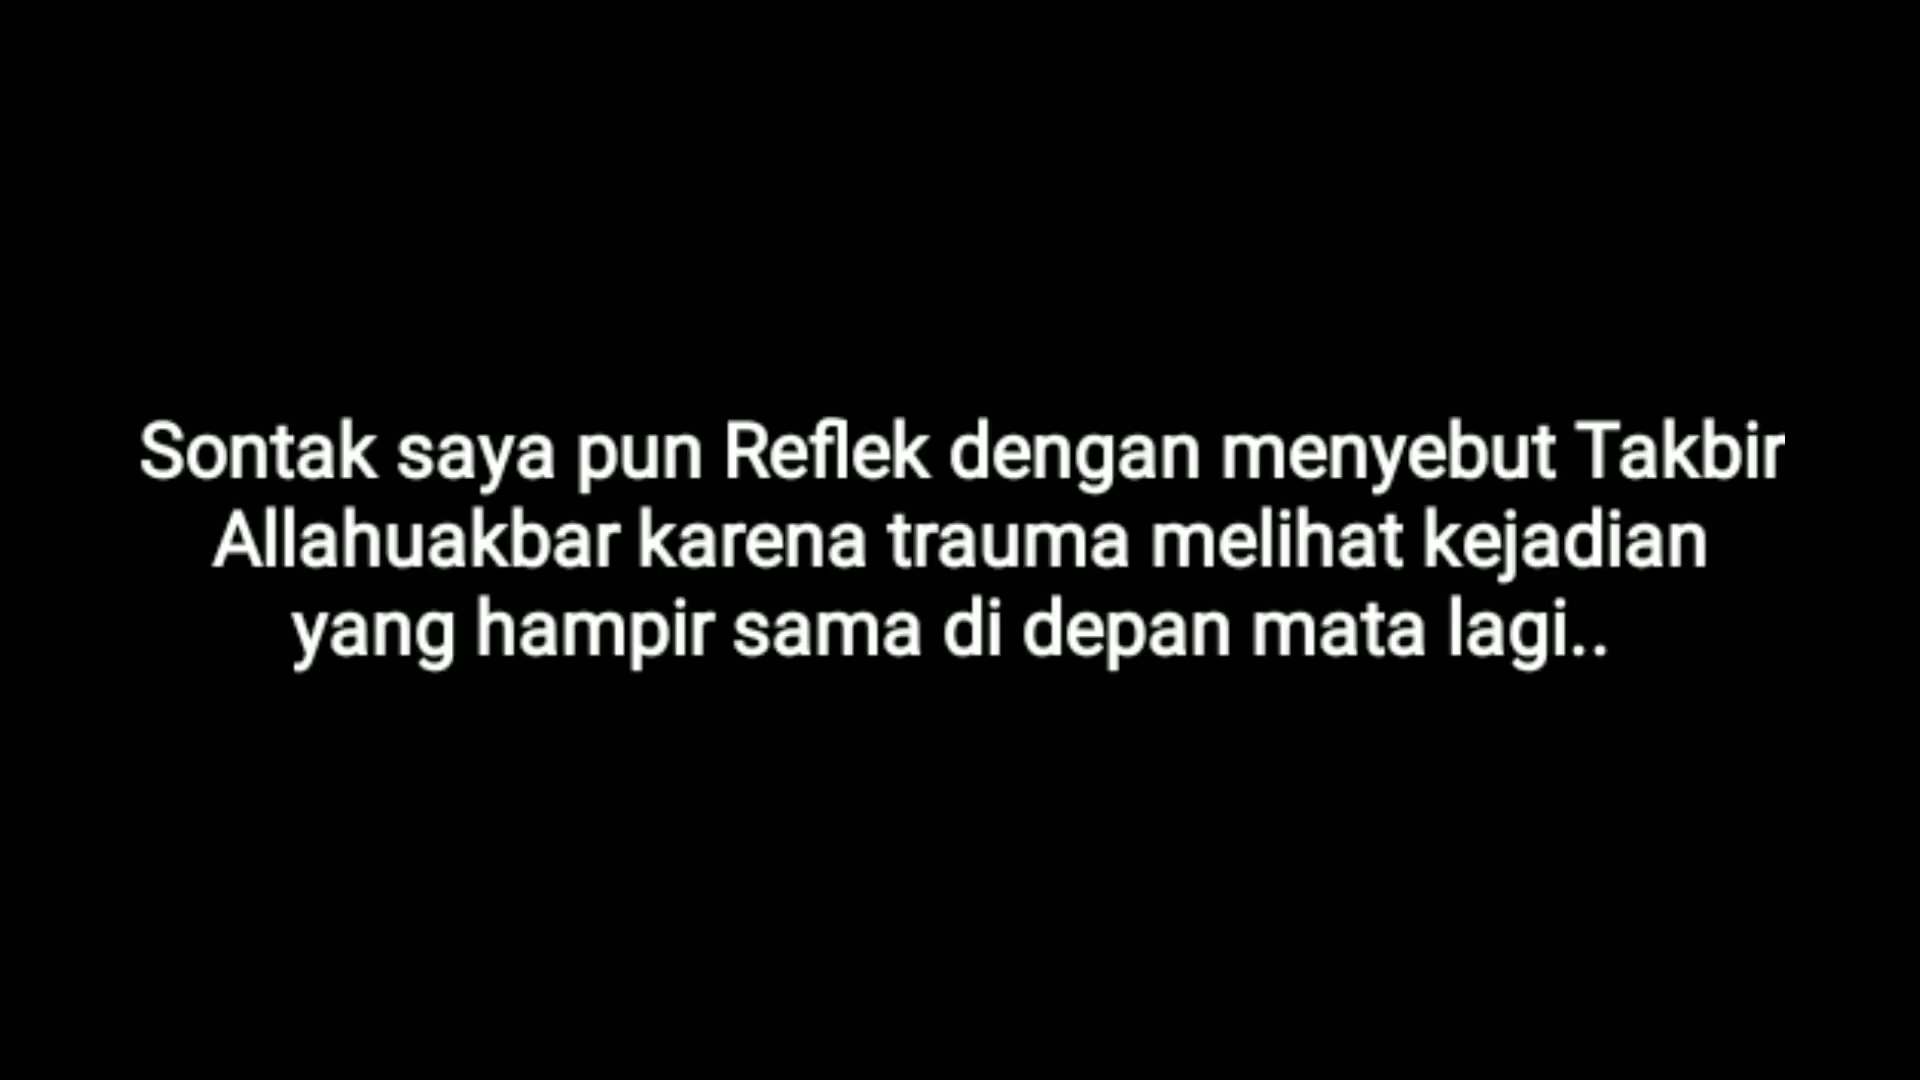 Sontak saya pun Reflek dengan menyebut Takbir
Allahuakbar karena trauma melihat kejadian
yang hampir sama di depan mata lagi..